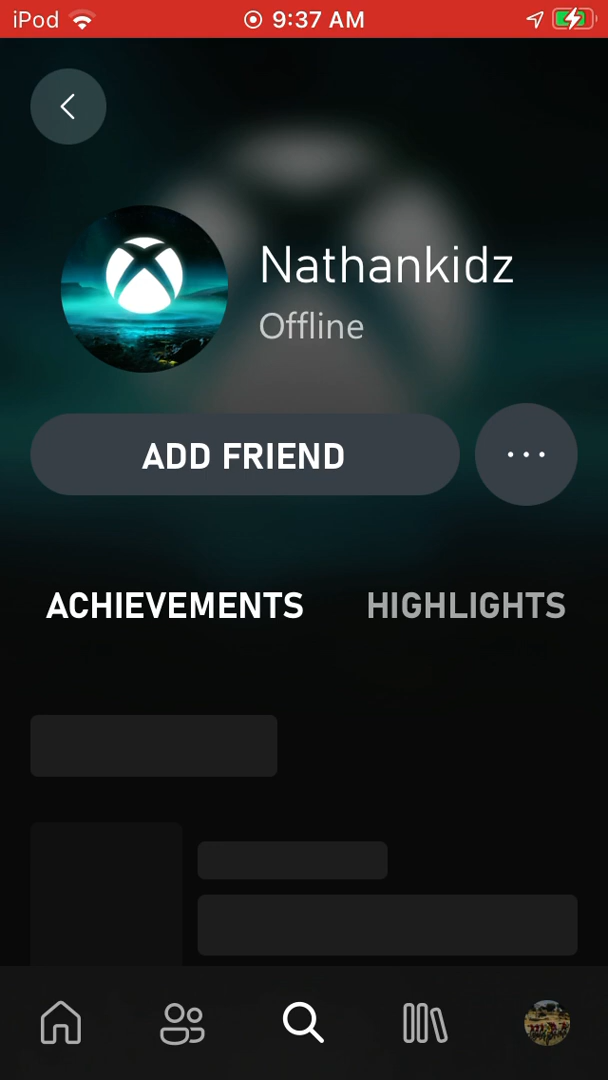 iPod 9:37 AM
Nathankidz
Offline
ADD FRIEND
ACHIEVEMENTS HIGHLIGHTS